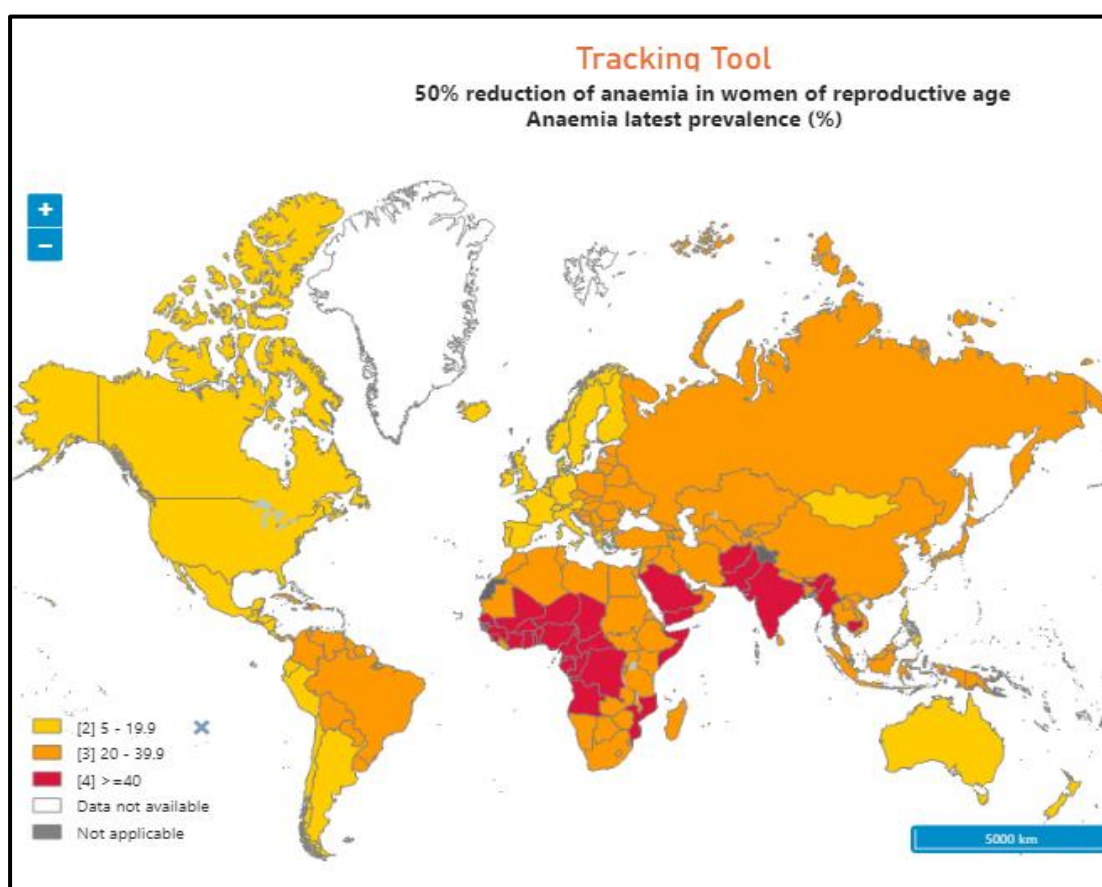 Tracking Tool
50% reduction of anaemia in women of reproductive age
Anaemia latest prevalence (%)
+
−
[2] 5 - 19.9
[3] 20 - 39.9
[4] >=40
Data not available
Not applicable
5000 km